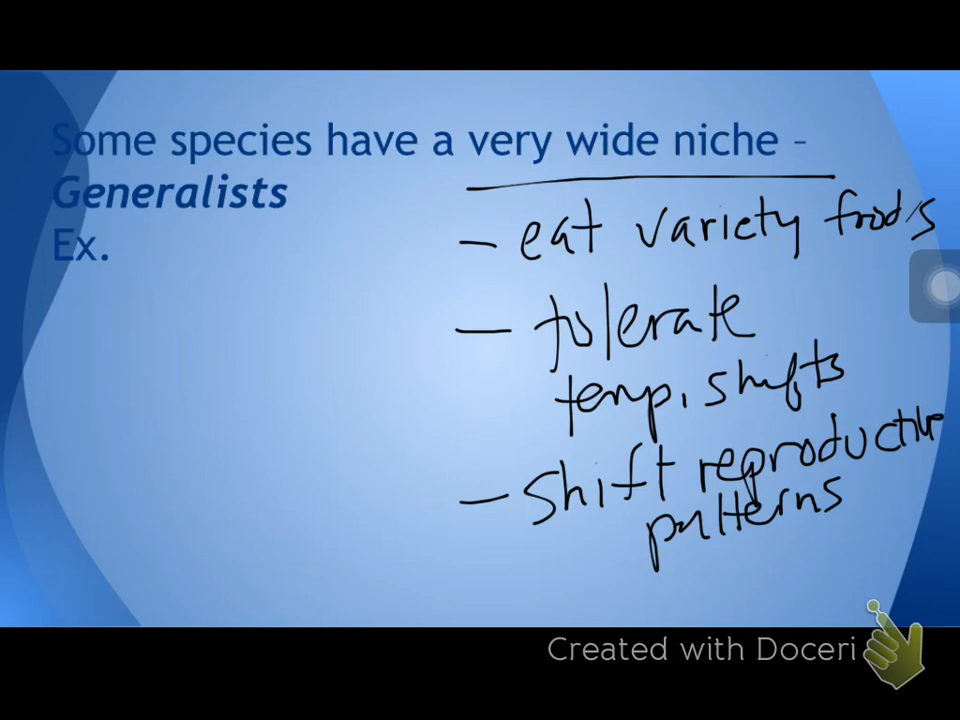 Some species have a very wide niche –
Generalists
Ex.
– eat variety foods
– tolerate
temp. shifts
– shift reproductive
patterns
Created with Doceri